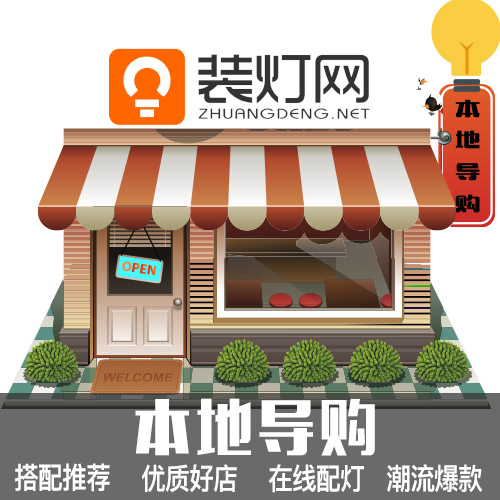 装灯网
ZHUANGDENG.NET
本地导购
OPEN
WELCOME
本地导购
搭配推荐 优质好店 在线配灯 潮流爆款